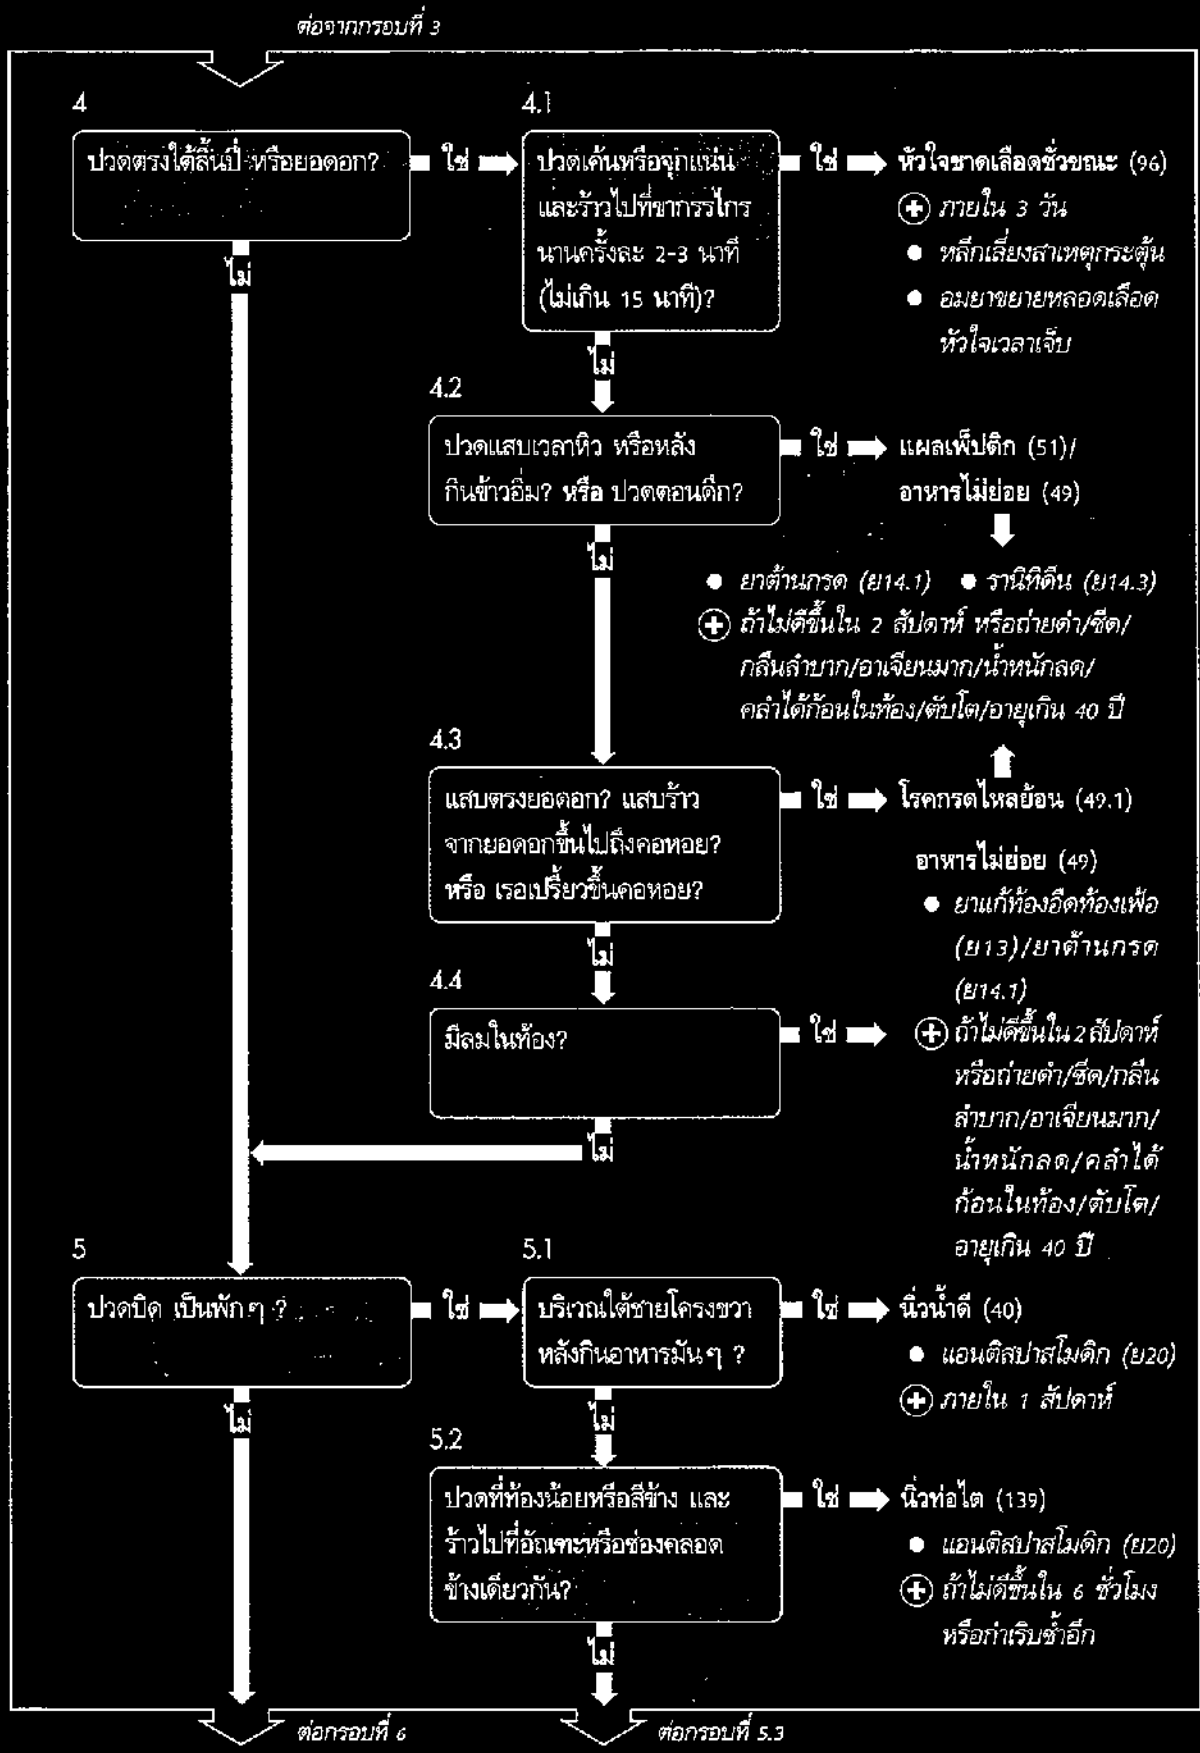 ต่อจากกรอบที่ 3
4
ปวดตรงใต้ลิ้นปี่ หรือยอดอก?
ใช่
ไม่
4.1
ปวดเค้นหรือจุกแน่น
และร้าวไปที่ขากรรไกร
นานครั้งละ 2-3 นาที
(ไม่เกิน 15 นาที)?
ใช่
หัวใจขาดเลือดชั่วขณะ (96)
ภายใน 3 วัน
• หลีกเลี่ยงสาเหตุกระตุ้น
• อมยาขยายหลอดเลือด
หัวใจเวลาเจ็บ
ไม่
4.2
ปวดแสบเวลาหิว หรือหลัง
กินข้าวอิ่ม? หรือ ปวดตอนดึก?
ใช่
แผลเพ็ปติก (51)/
อาหารไม่ย่อย (49)
• ยาต้านกรด (ย14.1) • รานิทิดีน (ย14.3)
ถ้าไม่ดีขึ้นใน 2 สัปดาห์ หรือถ่ายดำ/ซีด/
กลืนลำบาก/อาเจียนมาก/น้ำหนักลด/
คลำได้ก้อนในท้อง/ตับโต/อายุเกิน 40 ปี
ไม่
4.3
แสบตรงยอดอก? แสบร้าว
จากยอดอกขึ้นไปถึงคอหอย?
หรือ เรอเปรี้ยวขึ้นคอหอย?
ใช่
โรคกรดไหลย้อน (49.1)
ไม่
4.4
มีลมในท้อง?
ใช่
อาหารไม่ย่อย (49)
• ยาแก้ท้องอืดท้องเฟ้อ
(ย13)/ยาต้านกรด
(ย14.1)
ถ้าไม่ดีขึ้นใน 2 สัปดาห์
หรือถ่ายดำ/ซีด/กลืน
ลำบาก/อาเจียนมาก/
น้ำหนักลด/คลำได้
ก้อนในท้อง/ตับโต/
อายุเกิน 40 ปี
ไม่
5
ปวดบิด เป็นพักๆ ?
ใช่
ไม่
5.1
บริเวณใต้ชายโครงขวา
หลังกินอาหารมันๆ ?
ใช่
นิ่วน้ำดี (40)
• แอนติสปาสโมดิก (ย20)
ภายใน 1 สัปดาห์
ไม่
5.2
ปวดที่ท้องน้อยหรือสีข้าง และ
ร้าวไปที่อัณฑะหรือช่องคลอด
ข้างเดียวกัน?
ใช่
นิ่วท่อไต (139)
• แอนติสปาสโมดิก (ย20)
ถ้าไม่ดีขึ้นใน 6 ชั่วโมง
หรือกำเริบซ้ำอีก
ไม่
ต่อกรอบที่ 6
ต่อกรอบที่ 5.3